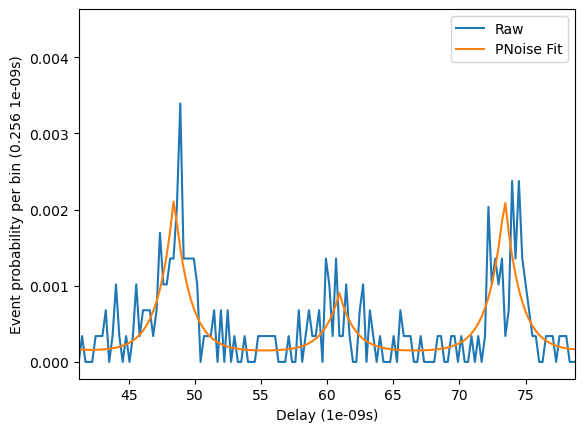 Raw
PNoise Fit
Event probability per bin (0.256 1e-09s)
0.004
0.003
0.002
0.001
0.000
45 50 55 60 65 70 75
Delay (1e-09s)